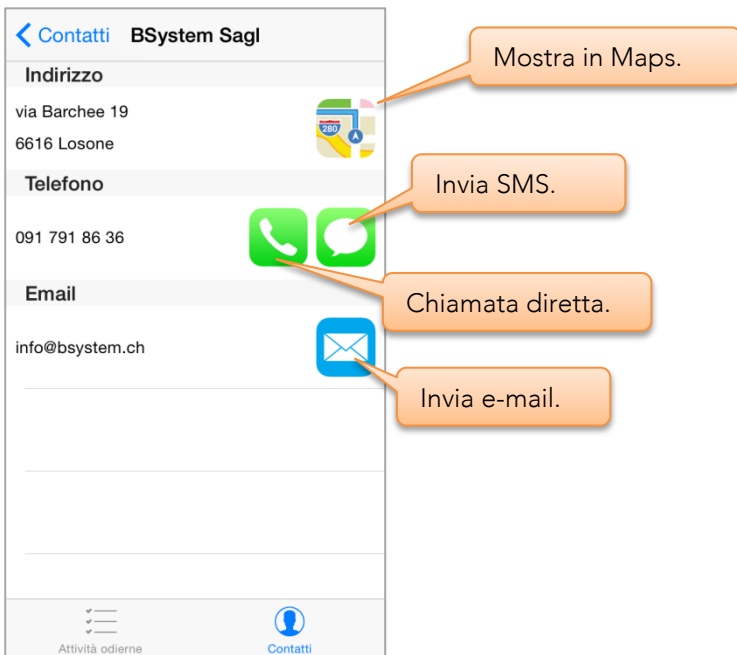 Contatti BSystem Sagl
Mostra in Maps.
Indirizzo
via Barchee 19
280
6616 Losone
Telefono
Invia SMS.
091 791 86 36
Chiamata diretta.
Email
info@bsystem.ch
Invia e-mail.
Attività odierne
Contatti